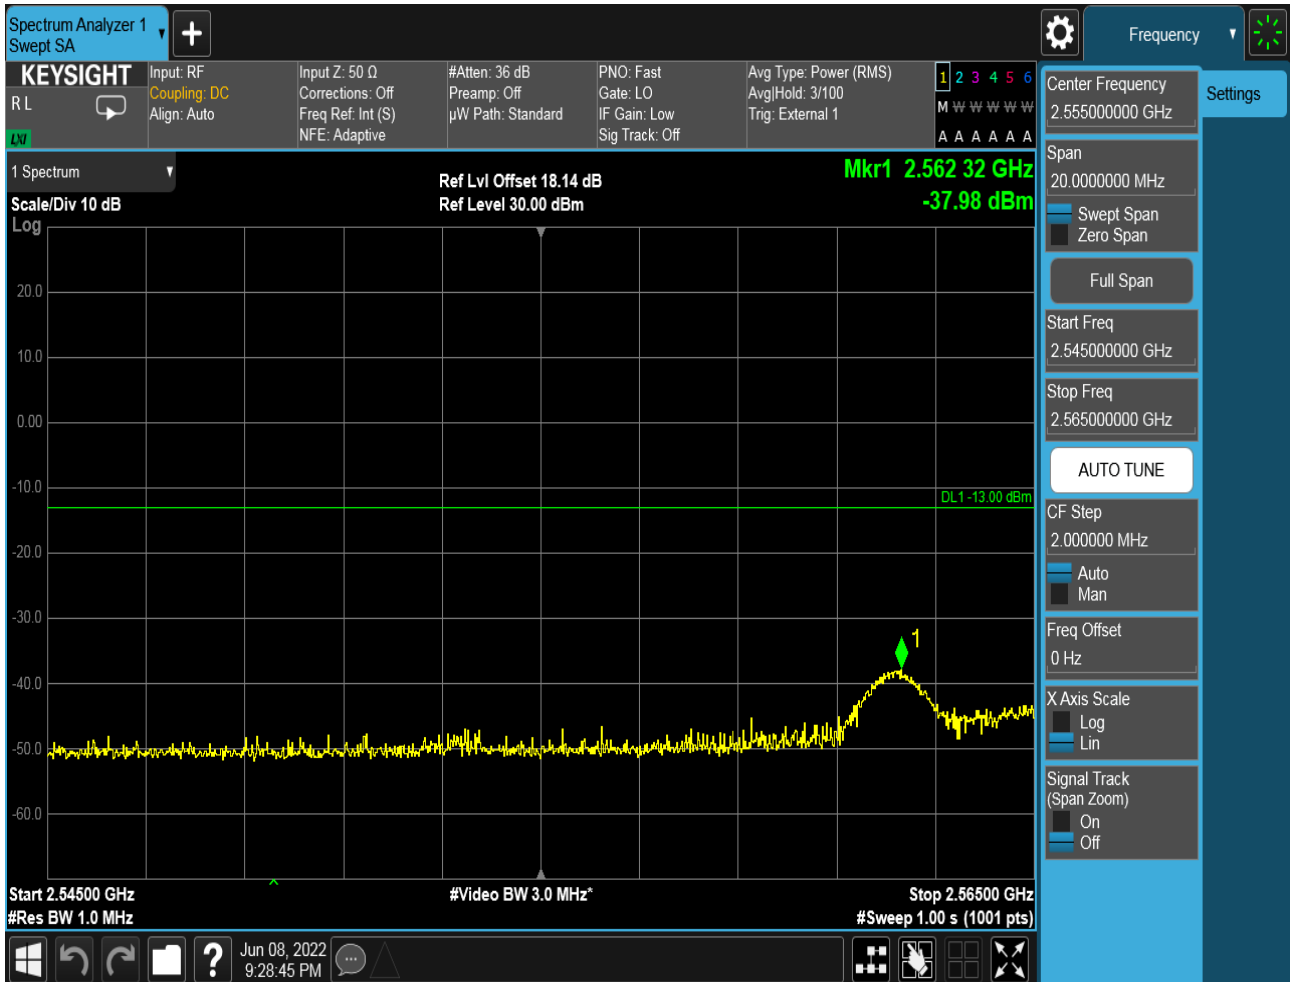 Spectrum Analyzer 1
Swept SA
Frequency
KEYSIGHT
R L
LXI
Input: RF
Coupling: DC
Align: Auto
Input Z: 50 Ω
Corrections: Off
Freq Ref: Int (S)
NFE: Adaptive
#Atten: 36 dB
Preamp: Off
µW Path: Standard
PNO: Fast
Gate: LO
IF Gain: Low
Sig Track: Off
Avg Type: Power (RMS)
Avg|Hold: 3/100
Trig: External 1
1 2 3 4 5 6
M W W W W W
A A A A A A
1 Spectrum
Scale/Div 10 dB
Log
Ref Lvl Offset 18.14 dB
Ref Level 30.00 dBm
Mkr1 2.562 32 GHz
-37.98 dBm
20.0
10.0
0.00
-10.0
DL1 -13.00 dBm
-20.0
-30.0
1
-40.0
-50.0
-60.0
Start 2.54500 GHz
#Res BW 1.0 MHz
#Video BW 3.0 MHz*
Stop 2.56500 GHz
#Sweep 1.00 s (1001 pts)
Jun 08, 2022
9:28:45 PM
Center Frequency
2.555000000 GHz
Settings
Span
20.0000000 MHz
Swept Span
Zero Span
Full Span
Start Freq
2.545000000 GHz
Stop Freq
2.565000000 GHz
AUTO TUNE
CF Step
2.000000 MHz
Auto
Man
Freq Offset
0 Hz
X Axis Scale
Log
Lin
Signal Track
(Span Zoom)
On
Off